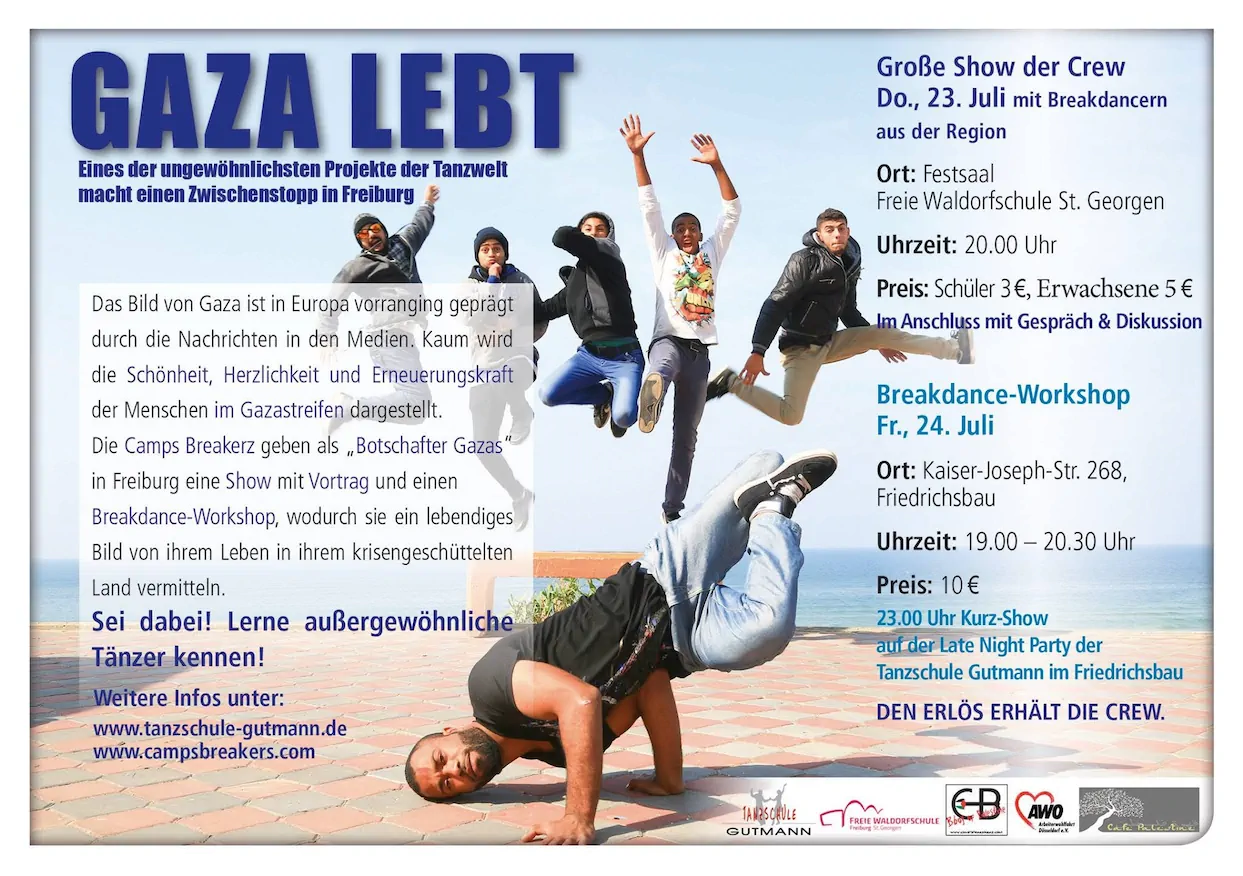 GAZA LEBT
Eines der ungewöhnlichsten Projekte der Tanzwelt
macht einen Zwischenstopp in Freiburg
Das Bild von Gaza ist in Europa vorranging geprägt
durch die Nachrichten in den Medien. Kaum wird
die Schönheit, Herzlichkeit und Erneuerungskraft
der Menschen im Gazastreifen dargestellt.
Die Camps Breakerz geben als „Botschafter Gazas“
in Freiburg eine Show mit Vortrag und einen
Breakdance-Workshop, wodurch sie ein lebendiges
Bild von ihrem Leben in ihrem krisengeschüttelten
Land vermitteln.
Sei dabei! Lerne außergewöhnliche
Tänzer kennen!
Weitere Infos unter:
www.tanzschule-gutmann.de
www.campsbreakers.com
Große Show der Crew
Do., 23. Juli mit Breakdancern
aus der Region
Ort: Festsaal
Freie Waldorfschule St. Georgen
Uhrzeit: 20.00 Uhr
Preis: Schüler 3 €, Erwachsene 5 €
Im Anschluss mit Gespräch & Diskussion
Breakdance-Workshop
Fr., 24. Juli
Ort: Kaiser-Joseph-Str. 268,
Friedrichsbau
Uhrzeit: 19.00 – 20.30 Uhr
Preis: 10 €
23.00 Uhr Kurz-Show
auf der Late Night Party der
Tanzschule Gutmann im Friedrichsbau
DEN ERLÖS ERHÄLT DIE CREW.
TANZSCHULE
GUTMANN
FREIE WALDORFSCHULE
Freiburg St. Georgen
AWO
Arbeiterwohlfahrt
Düsseldorf e.V.
Cafe Palestine